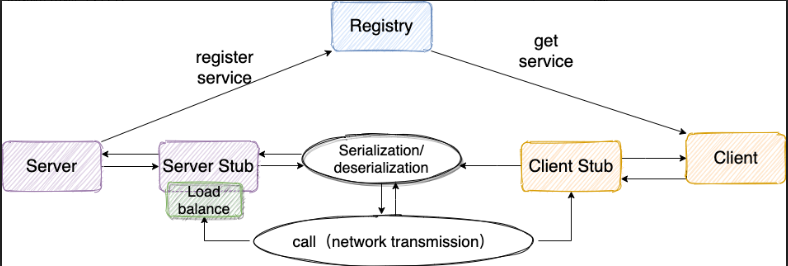 Registry
register
service
get
service
Server
Server Stub
Serialization/
deserialization
Client Stub
Client
Load
balance
call（network transmission）